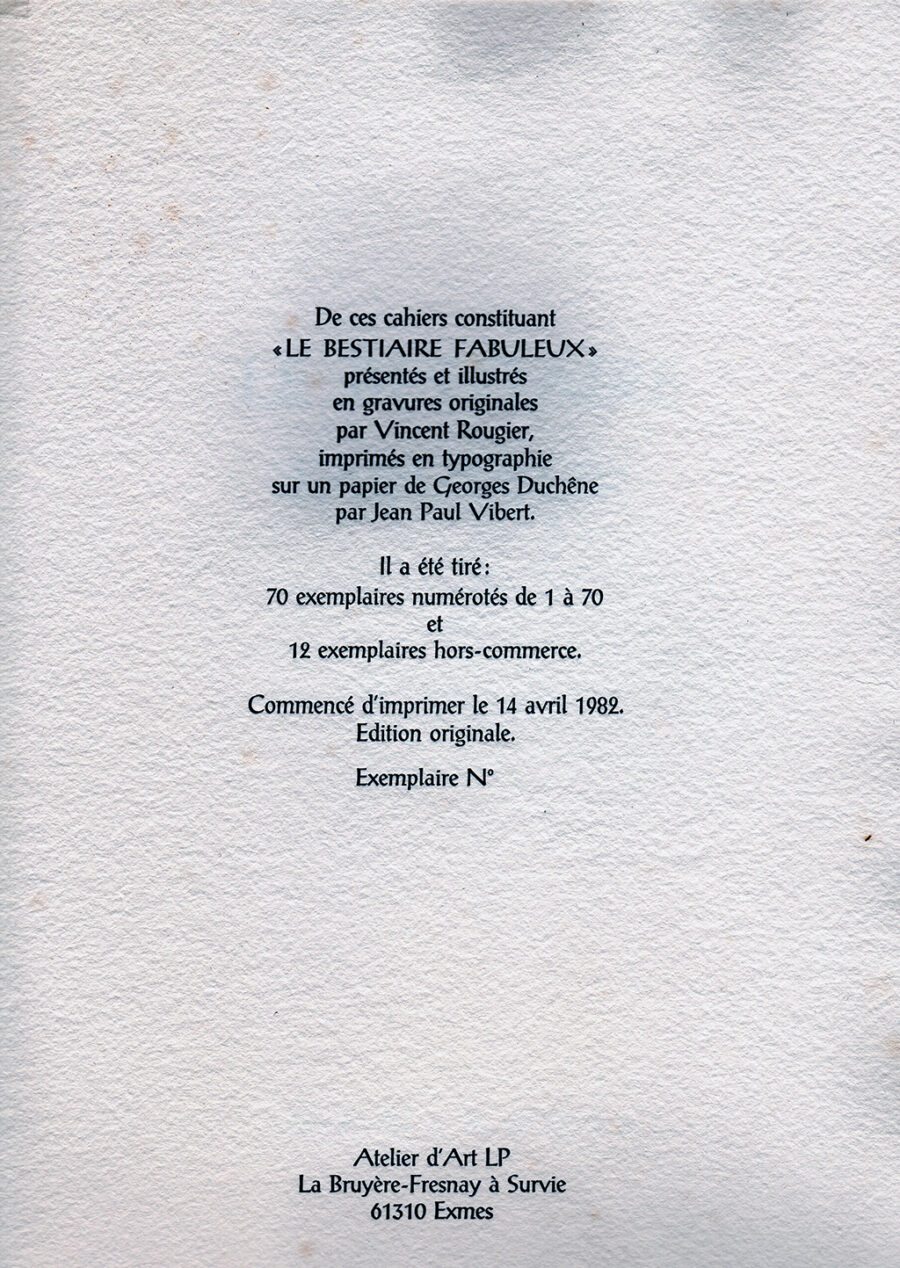 De ces cahiers constituant
«LE BESTIAIRE FABULEUX»
présentés et illustrés
en gravures originales
par Vincent Rougier,
imprimés en typographie
sur un papier de Georges Duchêne
par Jean Paul Vibert.
Il a été tiré :
70 exemplaires numérotés de 1 à 70
et
12 exemplaires hors-commerce.
Commencé d'imprimer le 14 avril 1982.
Edition originale.
Exemplaire N°
Atelier d'Art LP
La Bruyère-Fresnay à Survie
61310 Exmes